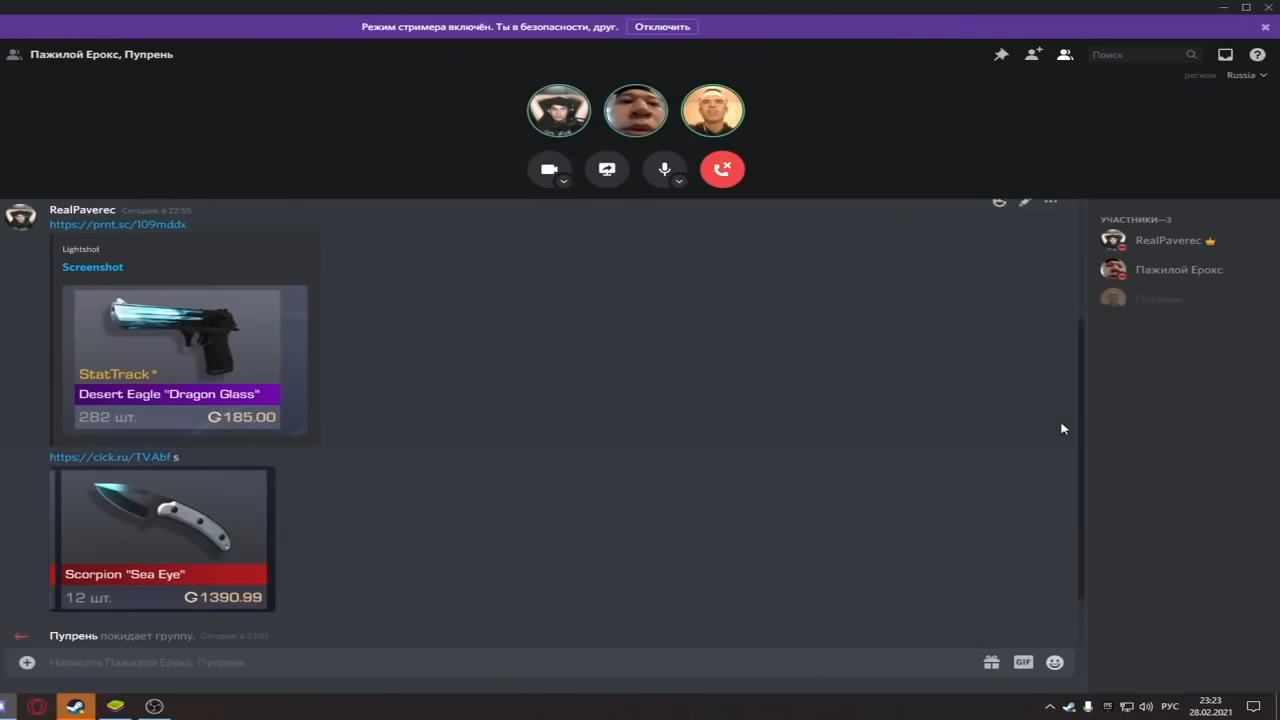 Режим стримера включён. Ты в безопасности, друг. Отключить
Пажилой Ерокс, Пупрень
Поиск
регион Russia
RealPaverec Сегодня, в 22:55
https://prnt.sc/109mddx
Lightshot
Screenshot
StatTrack*
Desert Eagle "Dragon Glass"
282 шт. G185.00
https://clck.ru/TVAbf s
Scorpion "Sea Eye"
12 шт. G1390.99
Пупрень покидает группу. Сегодня, в 23:01
Написать Пажилой Ерокс, Пупрень
GIF
УЧАСТНИКИ—3
RealPaverec
Пажилой Ерокс
Пупрень
РУС
23:23
28.02.2021